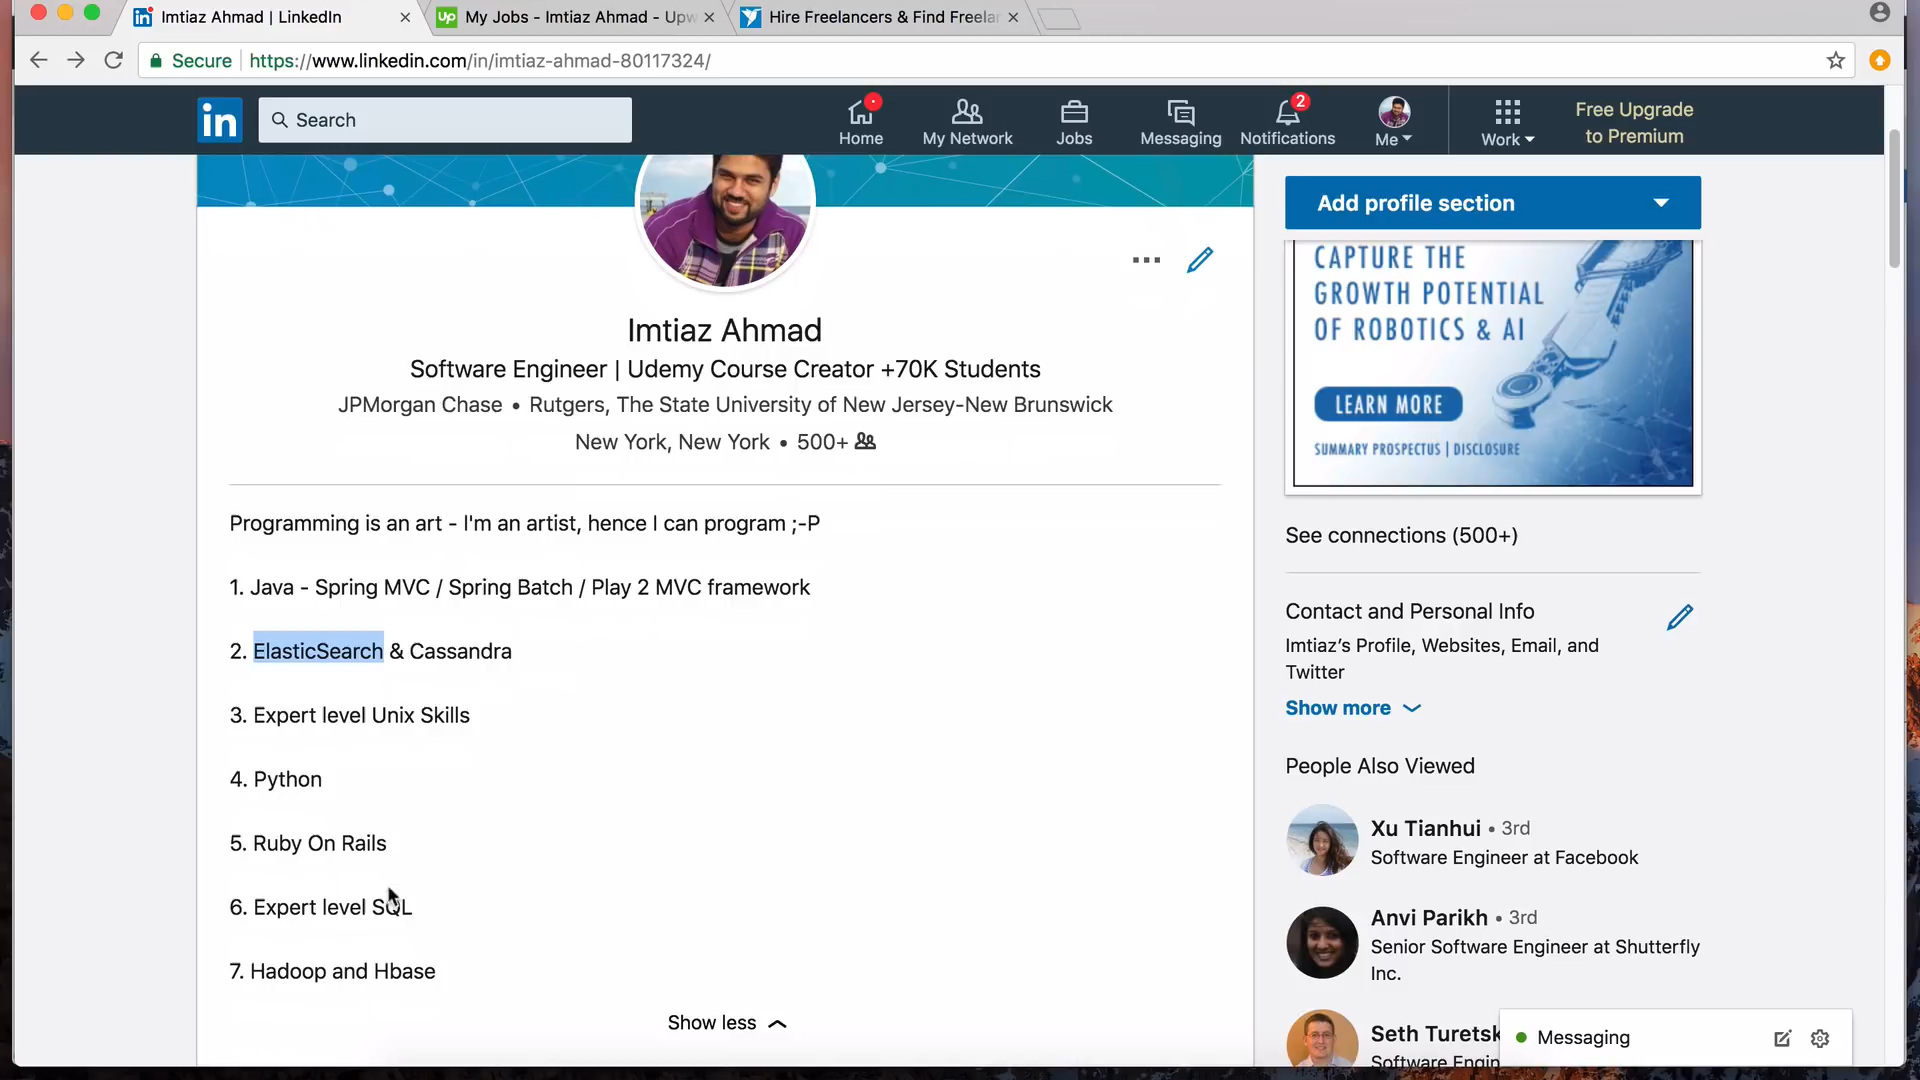 Imtiaz Ahmad | LinkedIn
My Jobs - Imtiaz Ahmad - Upw
Hire Freelancers & Find Freelan
Secure
https://www.linkedin.com/in/imtiaz-ahmad-80117324/
Search
Home
My Network
Jobs
Messaging
2
Notifications
Me
Work
Free Upgrade
to Premium
Add profile section
Imtiaz Ahmad
Software Engineer | Udemy Course Creator +70K Students
JPMorgan Chase • Rutgers, The State University of New Jersey-New Brunswick
New York, New York • 500+
Programming is an art - I'm an artist, hence I can program ;-P
1. Java - Spring MVC / Spring Batch / Play 2 MVC framework
2. ElasticSearch & Cassandra
3. Expert level Unix Skills
4. Python
5. Ruby On Rails
6. Expert level SQL
7. Hadoop and Hbase
Show less
CAPTURE THE
GROWTH POTENTIAL
OF ROBOTICS & AI
LEARN MORE
SUMMARY PROSPECTUS | DISCLOSURE
See connections (500+)
Contact and Personal Info
Imtiaz's Profile, Websites, Email, and
Twitter
Show more
People Also Viewed
Xu Tianhui • 3rd
Software Engineer at Facebook
Anvi Parikh • 3rd
Senior Software Engineer at Shutterfly
Inc.
Seth Turetsk
Software Engin
Messaging